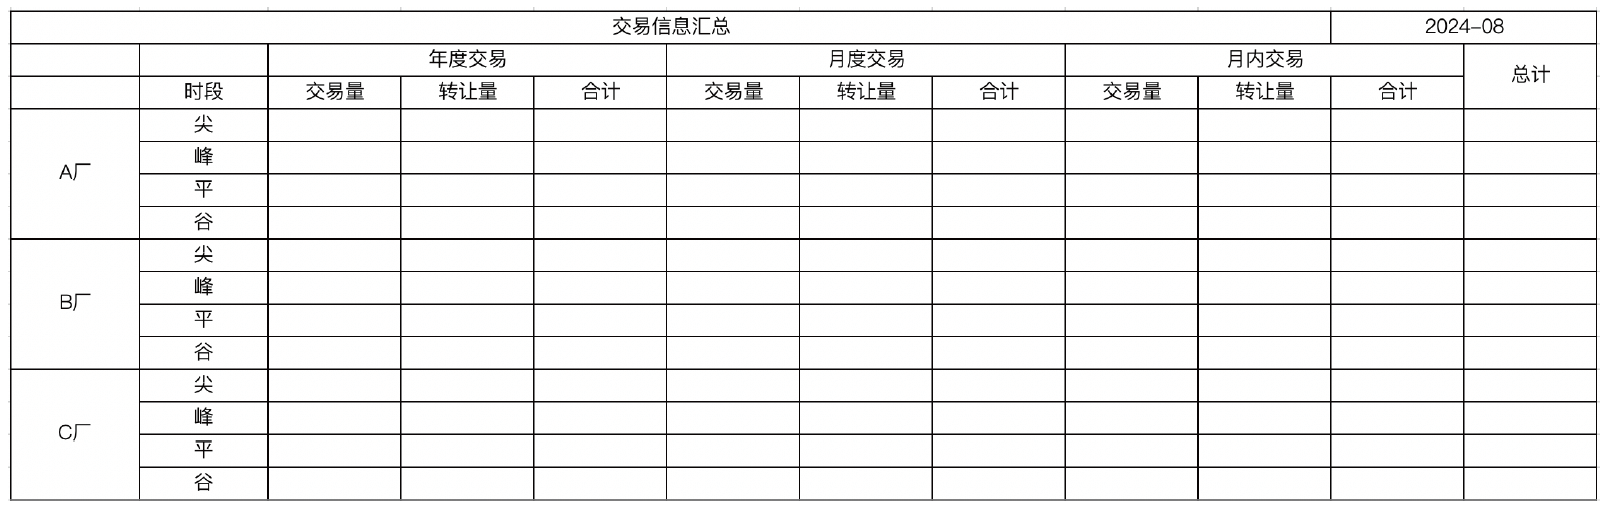 交易信息汇总 2024-08
年度交易 月度交易 月内交易 总计
时段 交易量 转让量 合计 交易量 转让量 合计 交易量 转让量 合计
A厂
尖
峰
平
谷
B厂
尖
峰
平
谷
C厂
尖
峰
平
谷